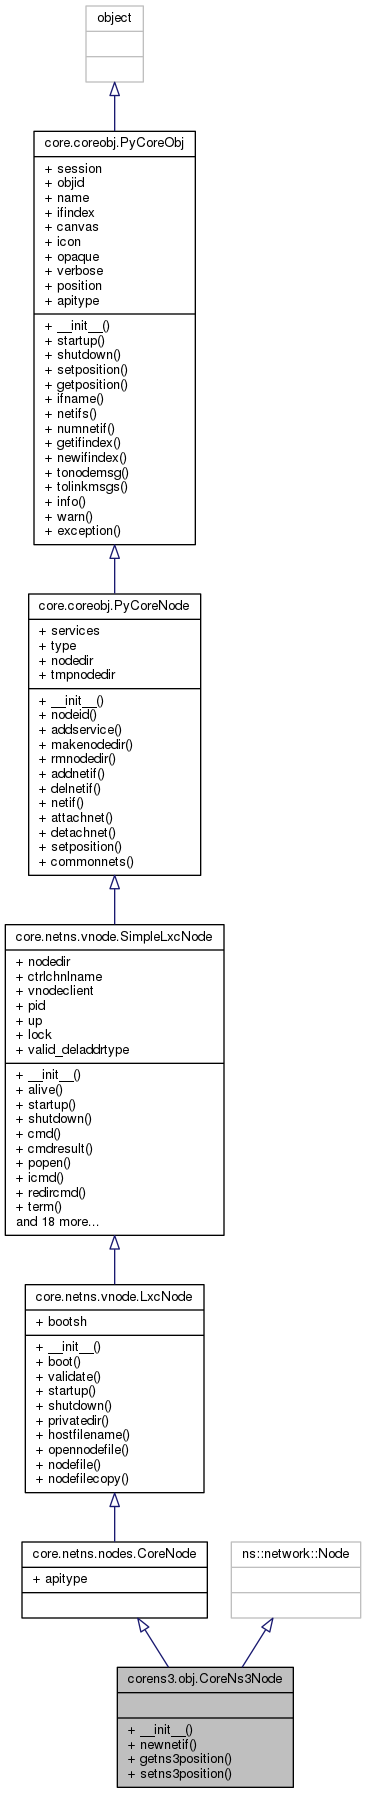 object
core.coreobj.PyCoreObj
+ session
+ objid
+ name
+ ifindex
+ canvas
+ icon
+ opaque
+ verbose
+ position
+ apitype
+ __init__()
+ startup()
+ shutdown()
+ setposition()
+ getposition()
+ ifname()
+ netifs()
+ numnetif()
+ getifindex()
+ newifindex()
+ tonodemsg()
+ tolinkmsgs()
+ info()
+ warn()
+ exception()
core.coreobj.PyCoreNode
+ services
+ type
+ nodedir
+ tmpnodedir
+ __init__()
+ nodeid()
+ addservice()
+ makenodedir()
+ rmnodedir()
+ addnetif()
+ delnetif()
+ netif()
+ attachnet()
+ detachnet()
+ setposition()
+ commonnets()
core.netns.vnode.SimpleLxcNode
+ nodedir
+ ctrlchnlname
+ vnodeclient
+ pid
+ up
+ lock
+ valid_deladdrtype
+ __init__()
+ alive()
+ startup()
+ shutdown()
+ cmd()
+ cmdresult()
+ popen()
+ icmd()
+ redircmd()
+ term()
and 18 more...
core.netns.vnode.LxcNode
+ bootsh
+ __init__()
+ boot()
+ validate()
+ startup()
+ shutdown()
+ privatedir()
+ hostfilename()
+ opennodefile()
+ nodefile()
+ nodefilecopy()
core.netns.nodes.CoreNode
+ apitype
ns::network::Node
corens3.obj.CoreNs3Node
+ __init__()
+ newnetif()
+ getns3position()
+ setns3position()